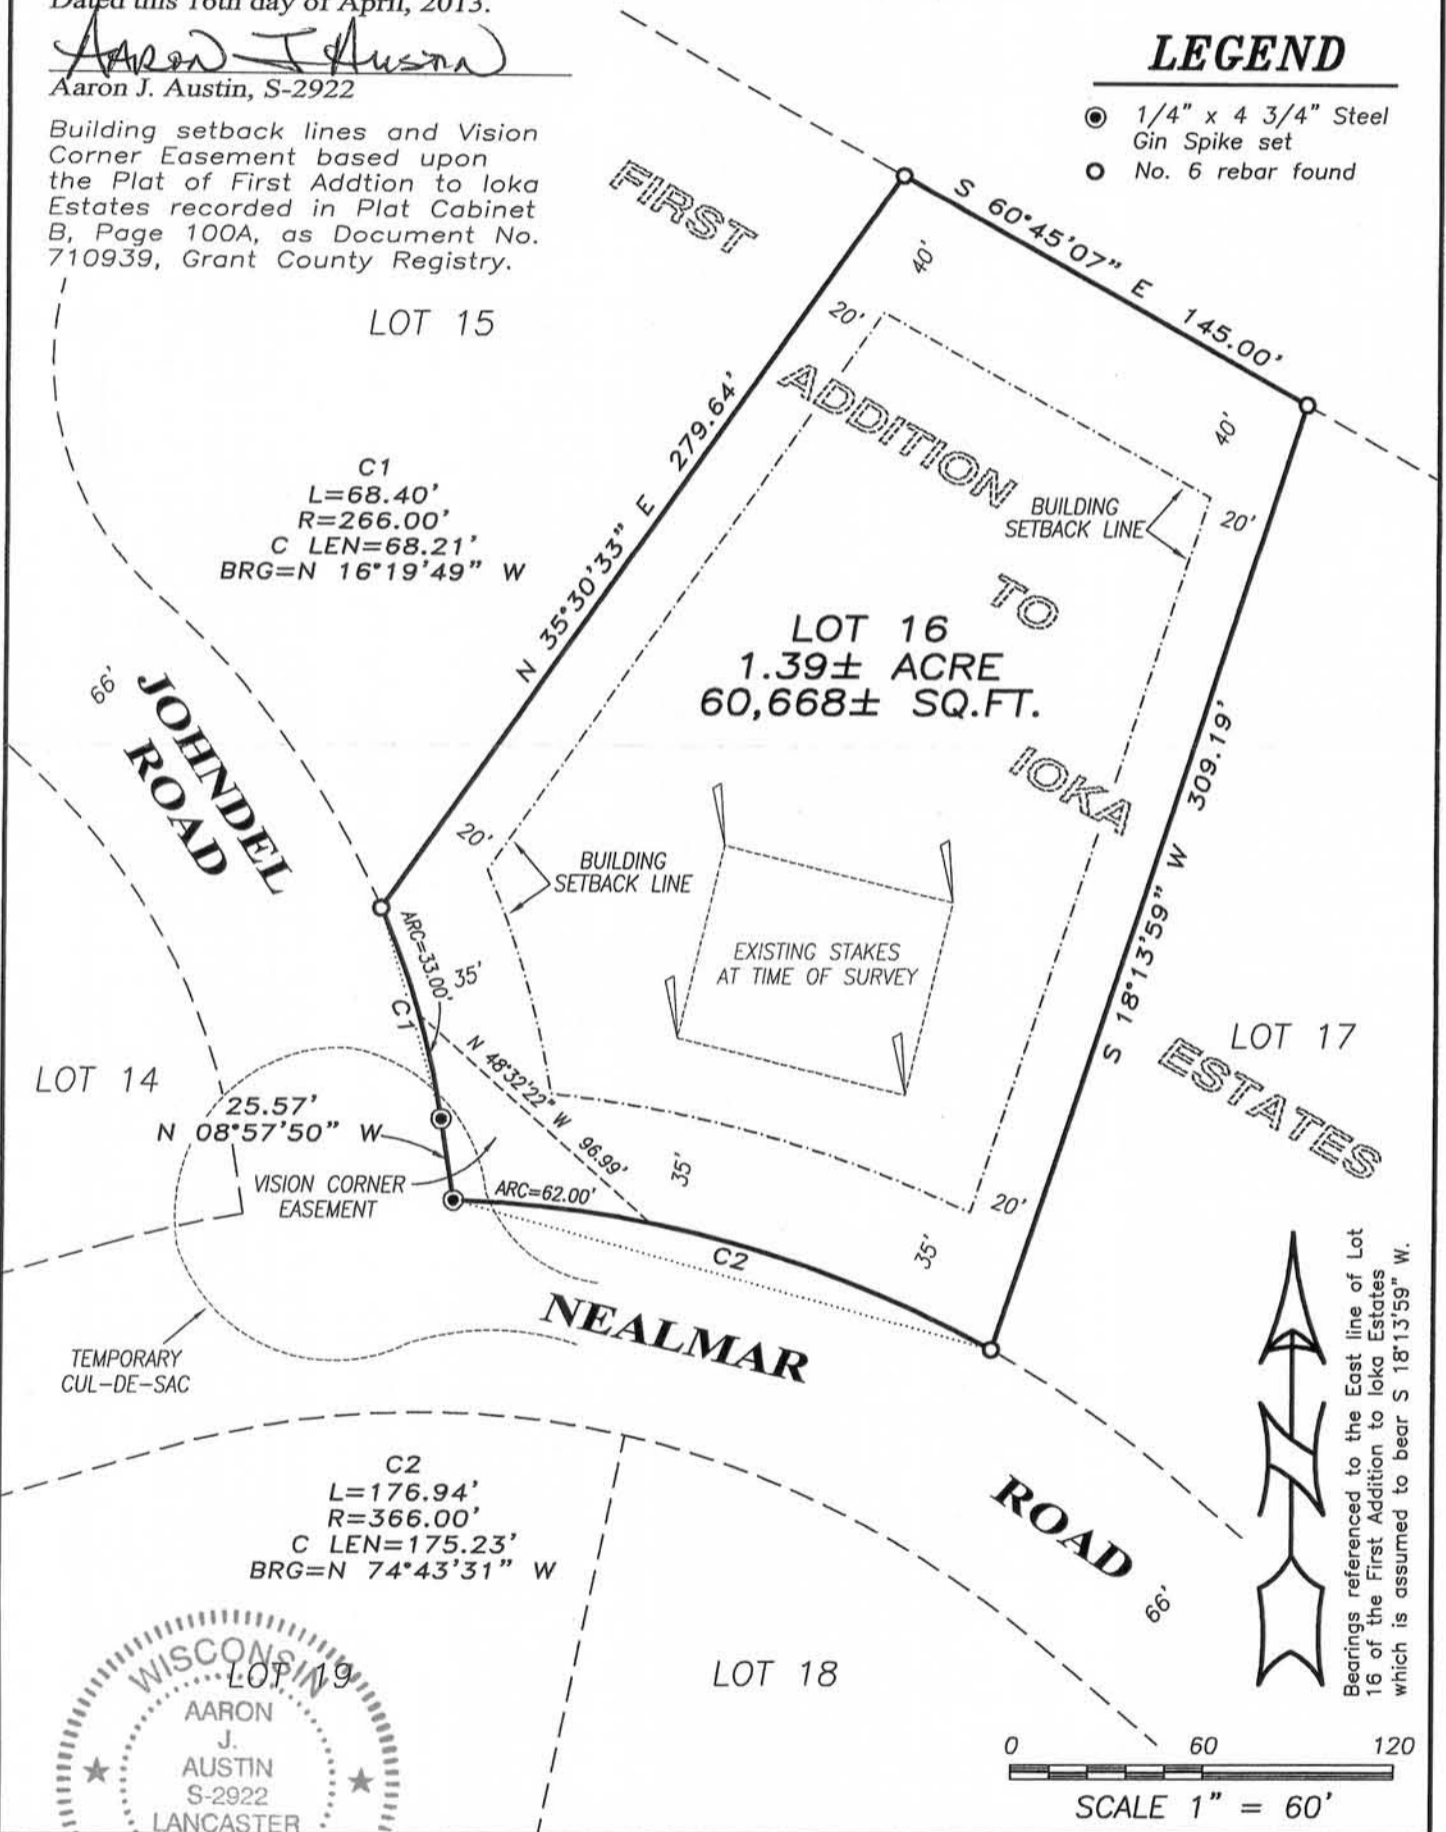 Dated this 16th day of April, 2013.
Aaron J Austin
Aaron J. Austin, S-2922
Building setback lines and Vision
Corner Easement based upon
the Plat of First Addtion to Ioka
Estates recorded in Plat Cabinet
B, Page 100A, as Document No.
710939, Grant County Registry.
LEGEND
1/4" x 4 3/4" Steel
Gin Spike set
No. 6 rebar found
FIRST
S 60°45'07" E 145.00'
40'
20'
LOT 15
ADDITION
40'
279.64'
N 35°30'33" E
C1
L=68.40'
R=266.00'
C LEN=68.21'
BRG=N 16°19'49" W
BUILDING
SETBACK LINE
20'
TO
LOT 16
1.39± ACRE
60,668± SQ.FT.
66'
JOHNDEL
ROAD
IOKA
S 18°13'59" W 309.19'
20'
BUILDING
SETBACK LINE
ARC=33.00'
35'
C1
EXISTING STAKES
AT TIME OF SURVEY
LOT 17
ESTATES
LOT 14
N 48°32'22" W 96.99'
25.57'
N 08°57'50" W
VISION CORNER
EASEMENT
ARC=62.00'
35'
20'
35'
C2
NEALMAR
ROAD
66'
TEMPORARY
CUL-DE-SAC
C2
L=176.94'
R=366.00'
C LEN=175.23'
BRG=N 74°43'31" W
Bearings referenced to the East line of Lot
16 of the First Addition to Ioka Estates
which is assumed to bear S 18°13'59" W.
N
WISCONSIN
LOT 19
AARON
J.
AUSTIN
S-2922
LANCASTER
LOT 18
0 60 120
SCALE 1" = 60'